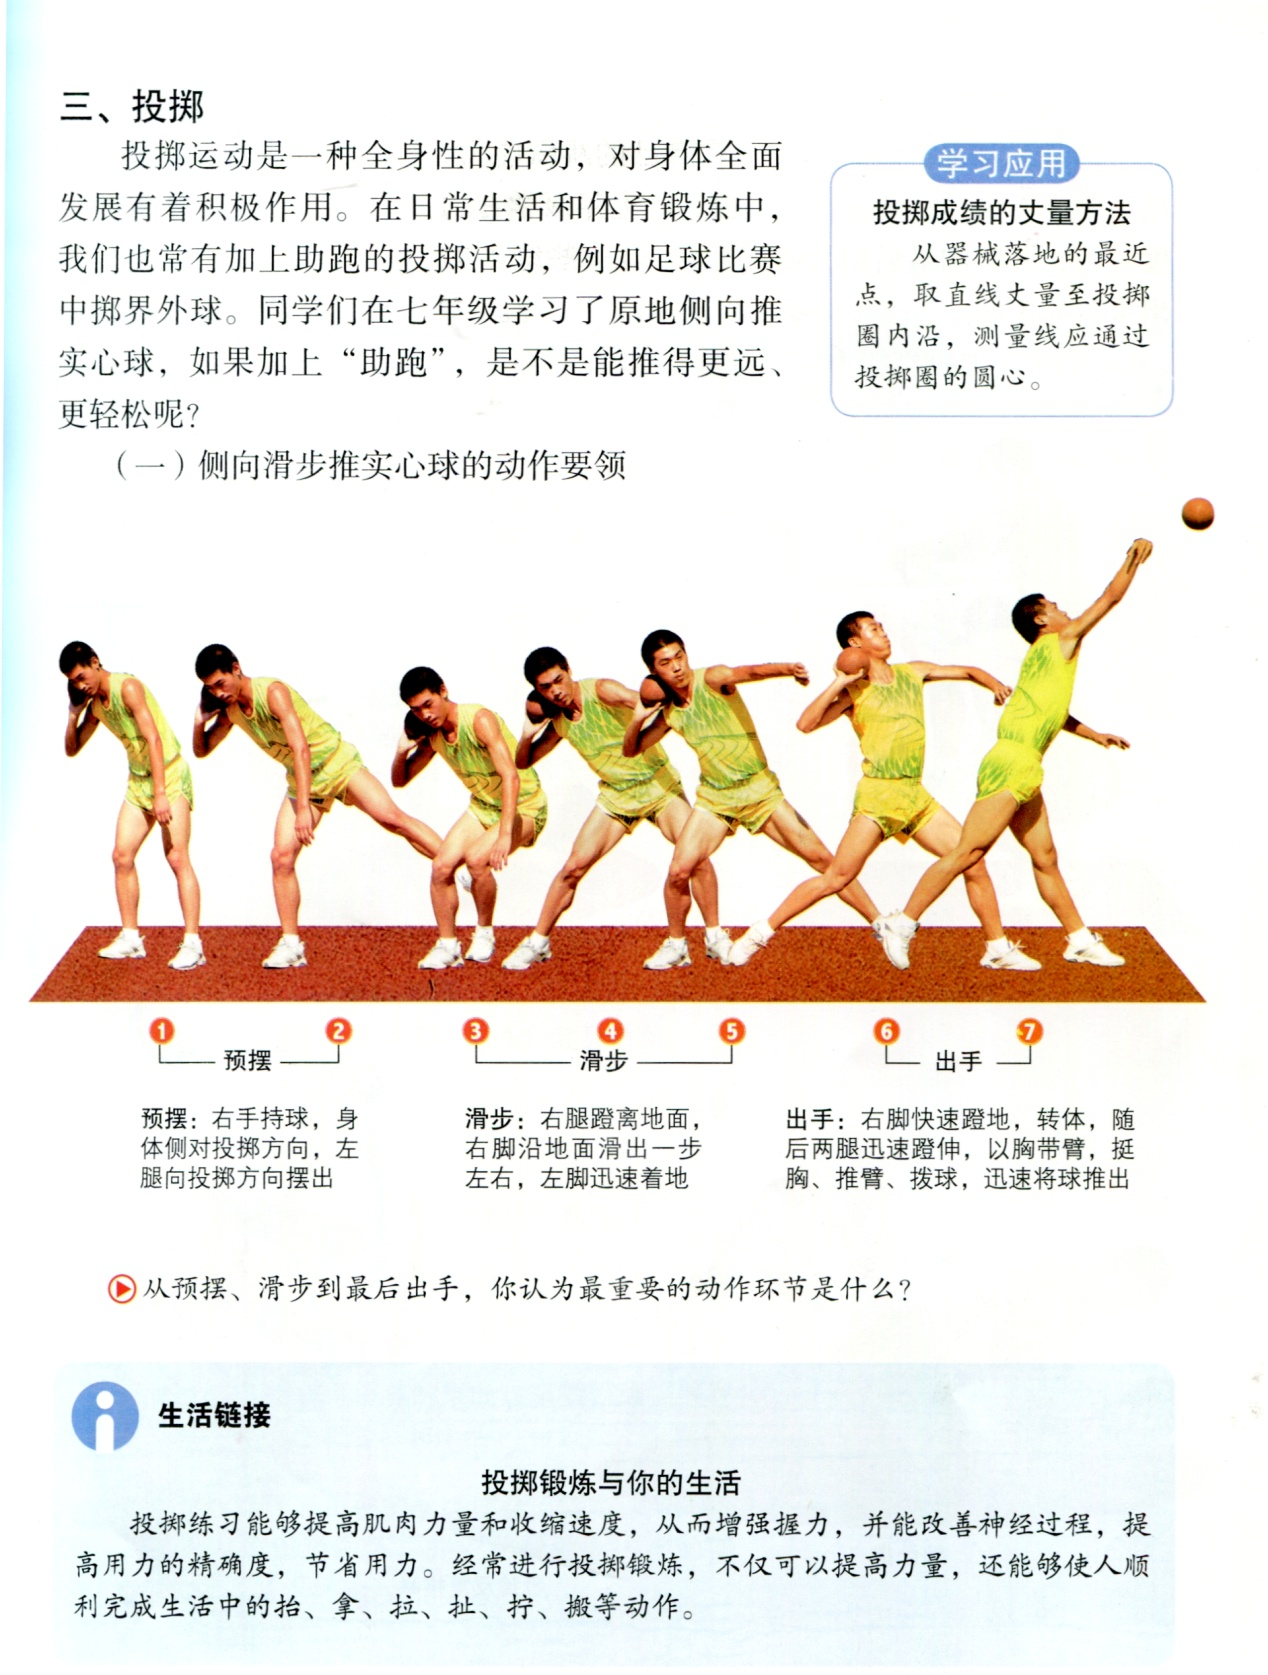 三、投掷
投掷运动是一种全身性的活动，对身体全面
发展有着积极作用。在日常生活和体育锻炼中，
我们也常有加上助跑的投掷活动，例如足球比赛
中掷界外球。同学们在七年级学习了原地侧向推
实心球，如果加上“助跑”，是不是能推得更远、
更轻松呢？
学习应用
投掷成绩的丈量方法
从器械落地的最近
点，取直线丈量至投掷
圈内沿，测量线应通过
投掷圈的圆心。
（一）侧向滑步推实心球的动作要领
1 2 3 4 5 6 7
预摆 滑步 出手
预摆：右手持球，身
体侧对投掷方向，左
腿向投掷方向摆出
滑步：右腿蹬离地面，
右脚沿地面滑出一步
左右，左脚迅速着地
出手：右脚快速蹬地，转体，随
后两腿迅速蹬伸，以胸带臂，挺
胸、推臂、拨球，迅速将球推出
从预摆、滑步到最后出手，你认为最重要的动作环节是什么？
生活链接
投掷锻炼与你的生活
投掷练习能够提高肌肉力量和收缩速度，从而增强握力，并能改善神经过程，提
高用力的精确度，节省用力。经常进行投掷锻炼，不仅可以提高力量，还能够使人顺
利完成生活中的抬、拿、拉、扯、拧、搬等动作。